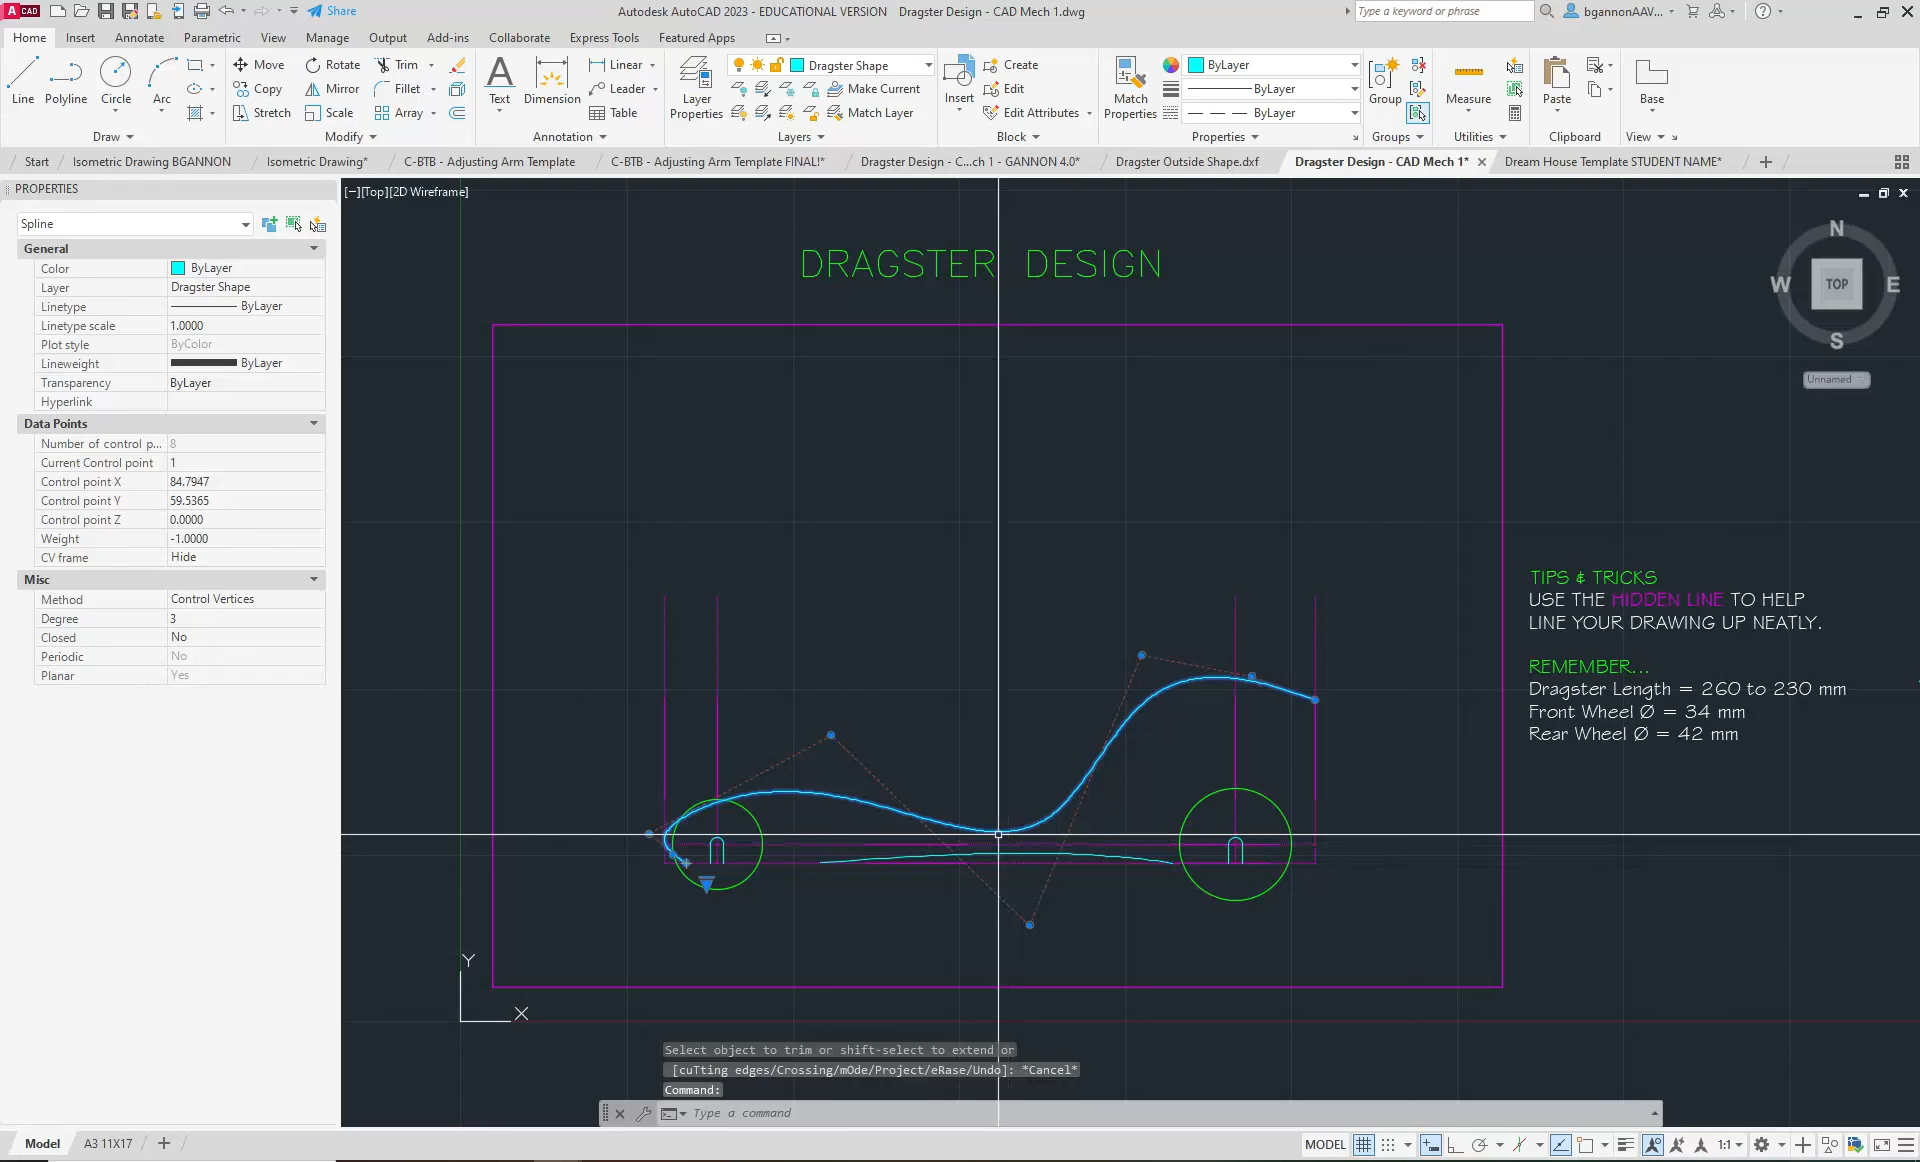 A CAD
Share
Autodesk AutoCAD 2023 - EDUCATIONAL VERSION Dragster Design - CAD Mech 1.dwg
Type a keyword or phrase
bgannonAAV...
Home Insert Annotate Parametric View Manage Output Add-ins Collaborate Express Tools Featured Apps
Line
Polyline
Circle
Arc
Draw
Move
Rotate
Trim
Copy
Mirror
Fillet
Stretch
Scale
Array
Modify
Text
Dimension
Linear
Leader
Table
Annotation
Layer
Properties
Dragster Shape
Make Current
Match Layer
Layers
Insert
Create
Edit
Edit Attributes
Block
Match
Properties
ByLayer
ByLayer
ByLayer
Properties
Group
Groups
Measure
Utilities
Paste
Clipboard
Base
View
Start
Isometric Drawing BGANNON
Isometric Drawing*
C-BTB - Adjusting Arm Template
C-BTB - Adjusting Arm Template FINAL!*
Dragster Design - C...ch 1 - GANNON 4.0*
Dragster Outside Shape.dxf
Dragster Design - CAD Mech 1*
Dream House Template STUDENT NAME*
PROPERTIES
Spline
General
Color ByLayer
Layer Dragster Shape
Linetype ByLayer
Linetype scale 1.0000
Plot style ByColor
Lineweight ByLayer
Transparency ByLayer
Hyperlink
Data Points
Number of control p... 8
Current Control point 1
Control point X 84.7947
Control point Y 59.5365
Control point Z 0.0000
Weight -1.0000
CV frame Hide
Misc
Method Control Vertices
Degree 3
Closed No
Periodic No
Planar Yes
[−][Top][2D Wireframe]
DRAGSTER DESIGN
N
W
TOP
E
S
Unnamed
TIPS & TRICKS
USE THE HIDDEN LINE TO HELP
LINE YOUR DRAWING UP NEATLY.
REMEMBER...
Dragster Length = 260 to 230 mm
Front Wheel Ø = 34 mm
Rear Wheel Ø = 42 mm
Y
X
Select object to trim or shift-select to extend or
[cuTting edges/Crossing/mOde/Project/eRase/Undo]: *Cancel*
Command:
Type a command
Model
A3 11X17
MODEL
1:1